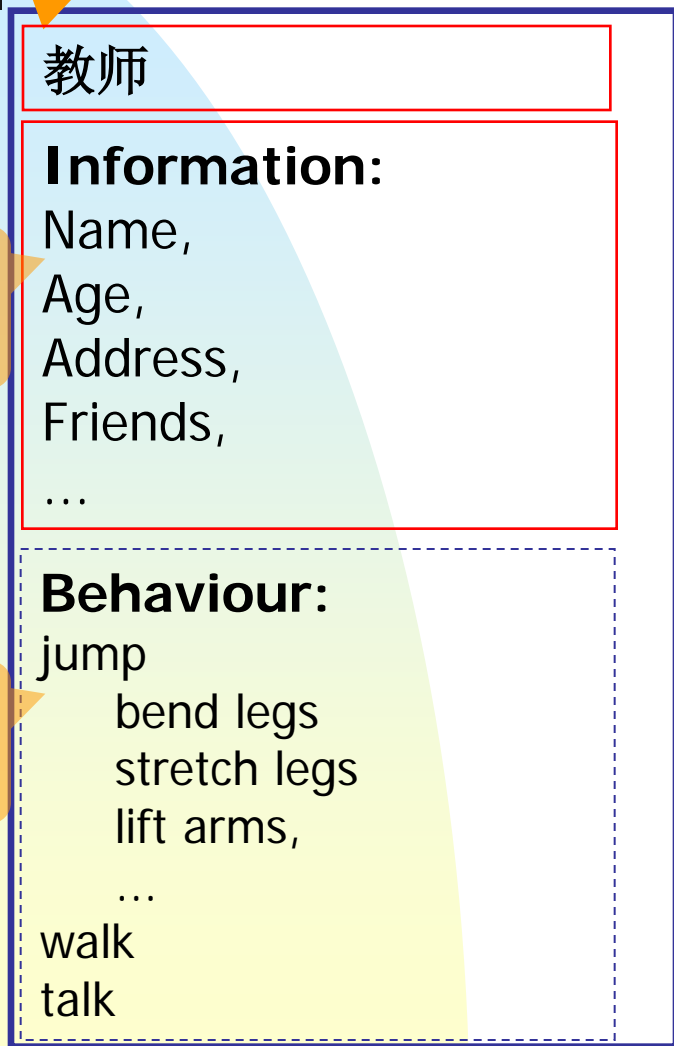 教师
Information:
Name,
Age,
Address,
Friends,
...
Behaviour:
jump
bend legs
stretch legs
lift arms,
...
walk
talk